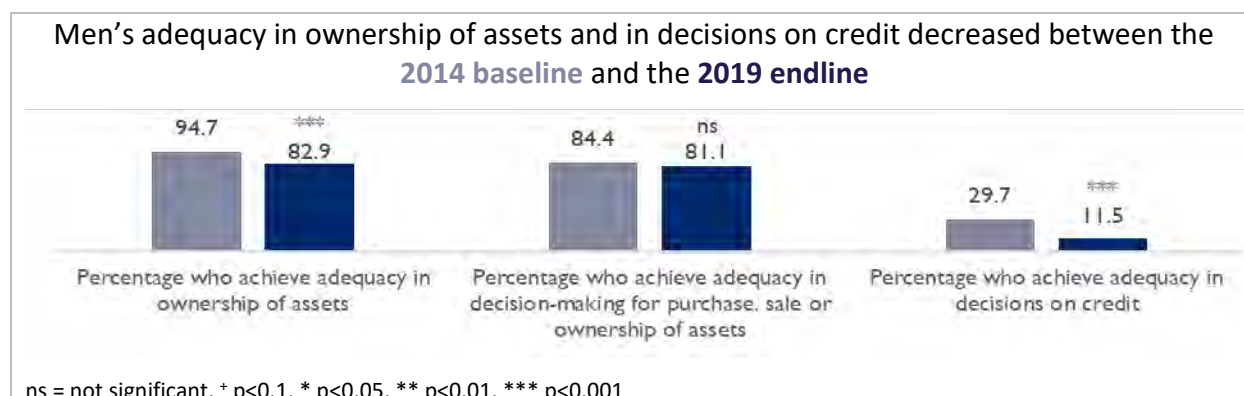 Men's adequacy in ownership of assets and in decisions on credit decreased between the
2014 baseline and the 2019 endline
94.7
***
82.9
84.4
ns
81.1
29.7
***
11.5
Percentage who achieve adequacy in
ownership of assets
Percentage who achieve adequacy in
decision-making for purchase, sale or
ownership of assets
Percentage who achieve adequacy in
decisions on credit
ns = not significant, + p<0.1, * p<0.05, ** p<0.01, *** p<0.001